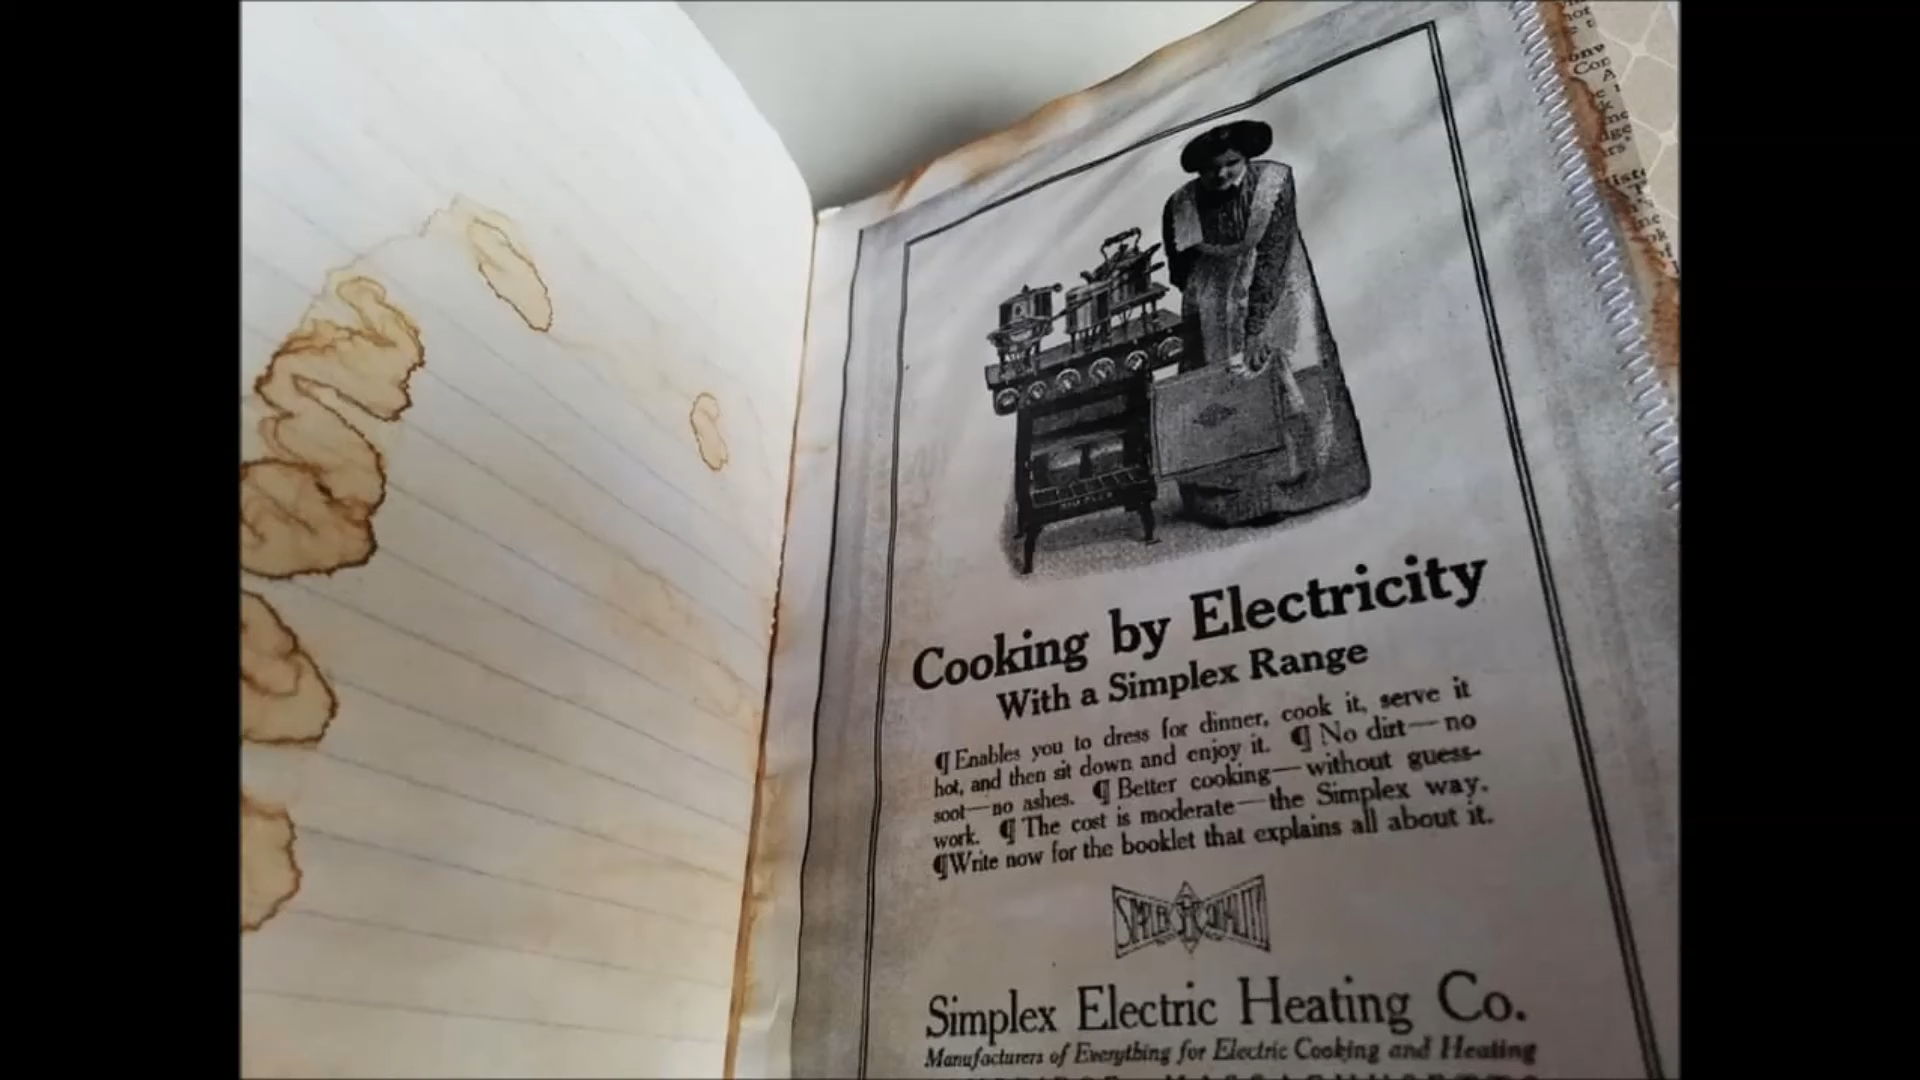 Cooking by Electricity
With a Simplex Range
¶ Enables you to dress for dinner, cook it, serve it
hot, and then sit down and enjoy it. ¶ No dirt—no
soot—no ashes. ¶ Better cooking—without guess-
work. ¶ The cost is moderate—the Simplex way.
¶ Write now for the booklet that explains all about it.
SIMPLEX QUALITY
Simplex Electric Heating Co.
Manufacturers of Everything for Electric Cooking and Heating